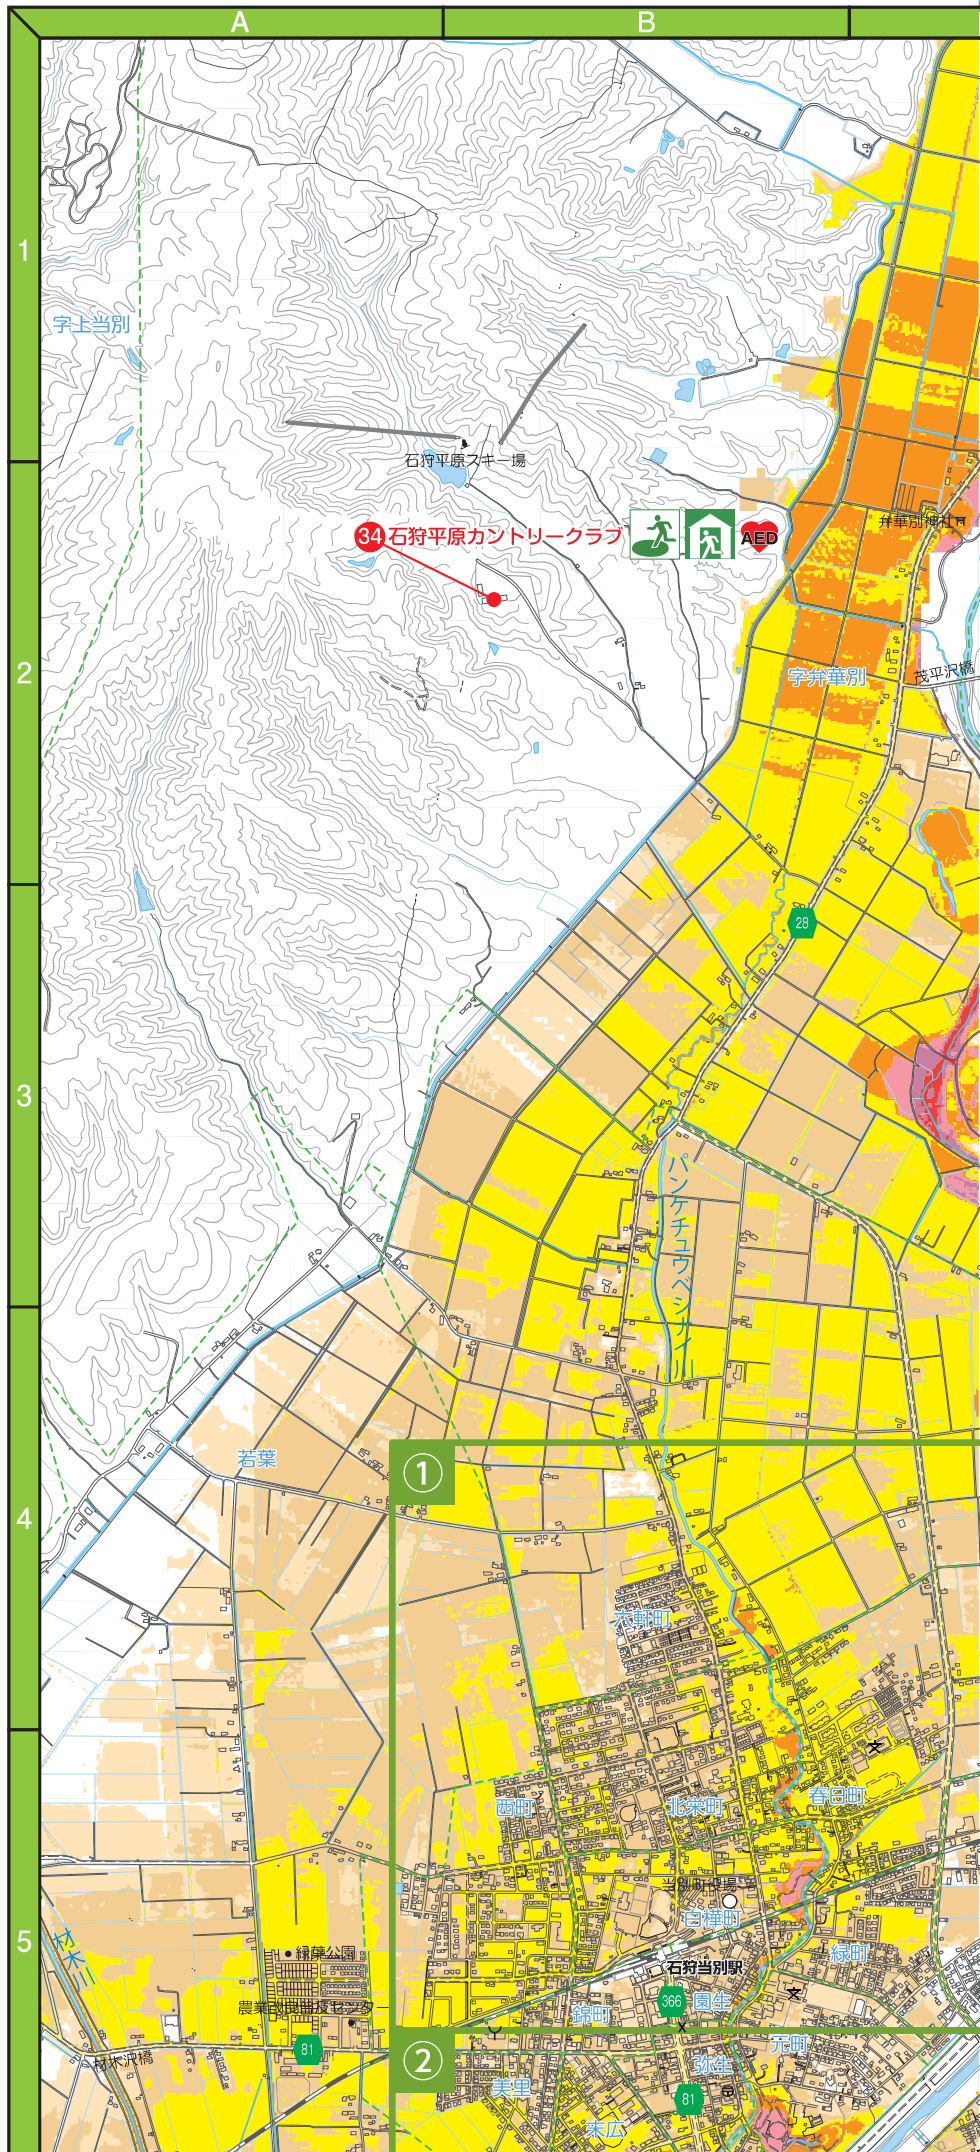 A
B
1
字上当別
石狩平原スキー場
34 石狩平原カントリークラブ
AED
弁華別神社
2
字弁華別
茂平沢橋
28
3
パンケチュウベシナイ川
4
若葉
①
六軒町
西町
北栄町
春日町
当別町役場
白樺町
5
材木川
緑葉公園
緑町
石狩当別駅
農業改良普及センター
錦町
366
園生
81
材木沢橋
②
弥生
元町
美里
81
末広